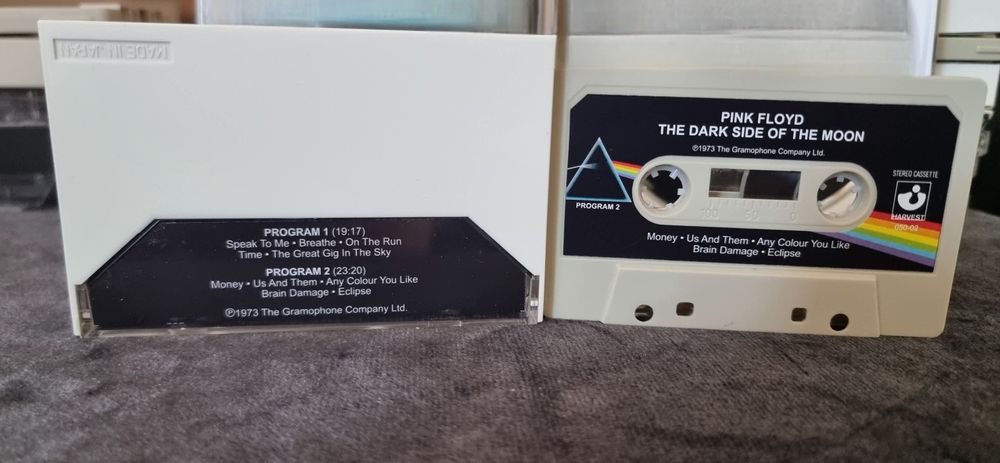 MADE IN JAPAN
PROGRAM 1 (19:17)
Speak To Me • Breathe • On The Run
Time • The Great Gig In The Sky
PROGRAM 2 (23:20)
Money • Us And Them • Any Colour You Like
Brain Damage • Eclipse
℗1973 The Gramophone Company Ltd.
PINK FLOYD
THE DARK SIDE OF THE MOON
℗1973 The Gramophone Company Ltd.
STEREO CASSETTE
PROGRAM 2
HARVEST
100 50 0
Money • Us And Them • Any Colour You Like
Brain Damage • Eclipse